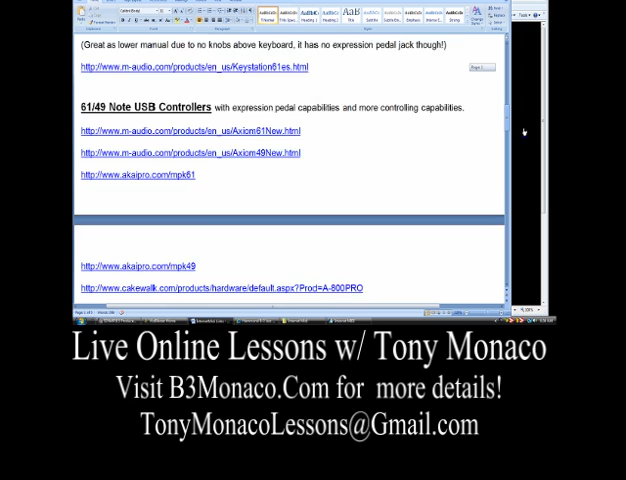 (Great as lower manual due to no knobs above keyboard, it has no expression pedal jack though!)
http://www.m-audio.com/products/en_us/Keystation61es.html
61/49 Note USB Controllers with expression pedal capabilities and more controlling capabilities.
http://www.m-audio.com/products/en_us/Axiom61New.html
http://www.m-audio.com/products/en_us/Axiom49New.html
http://www.akaipro.com/mpk61
http://www.akaipro.com/mpk49
http://www.cakewalk.com/products/hardware/default.aspx?Prod=A-800PRO
Live Online Lessons w/ Tony Monaco
Visit B3Monaco.Com for more details!
TonyMonacoLessons@Gmail.com